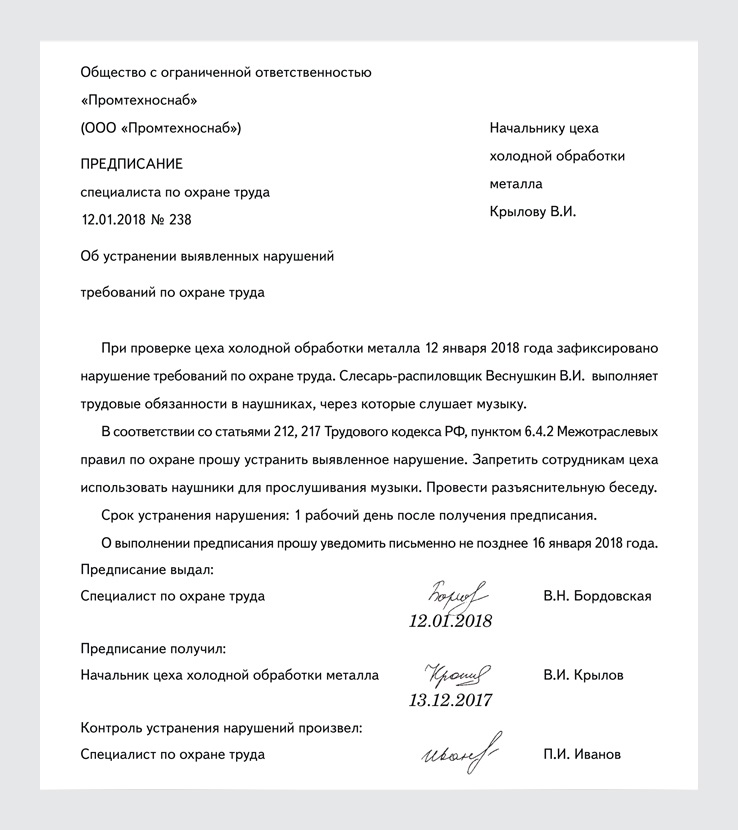 Общество с ограниченной ответственностью
«Промтехноснаб»
(ООО «Промтехноснаб»)
Начальнику цеха
холодной обработки
металла
Крылову В.И.
ПРЕДПИСАНИЕ
специалиста по охране труда
12.01.2018 № 238
Об устранении выявленных нарушений
требований по охране труда
При проверке цеха холодной обработки металла 12 января 2018 года зафиксировано
нарушение требований по охране труда. Слесарь-распиловщик Веснушкин В.И. выполняет
трудовые обязанности в наушниках, через которые слушает музыку.
В соответствии со статьями 212, 217 Трудового кодекса РФ, пунктом 6.4.2 Межотраслевых
правил по охране прошу устранить выявленное нарушение. Запретить сотрудникам цеха
использовать наушники для прослушивания музыки. Провести разъяснительную беседу.
Срок устранения нарушения: 1 рабочий день после получения предписания.
О выполнении предписания прошу уведомить письменно не позднее 16 января 2018 года.
Предписание выдал:
Специалист по охране труда В.Н. Бордовская
12.01.2018
Предписание получил:
Начальник цеха холодной обработки металла В.И. Крылов
13.12.2017
Контроль устранения нарушений произвел:
Специалист по охране труда Иванов П.И. Иванов